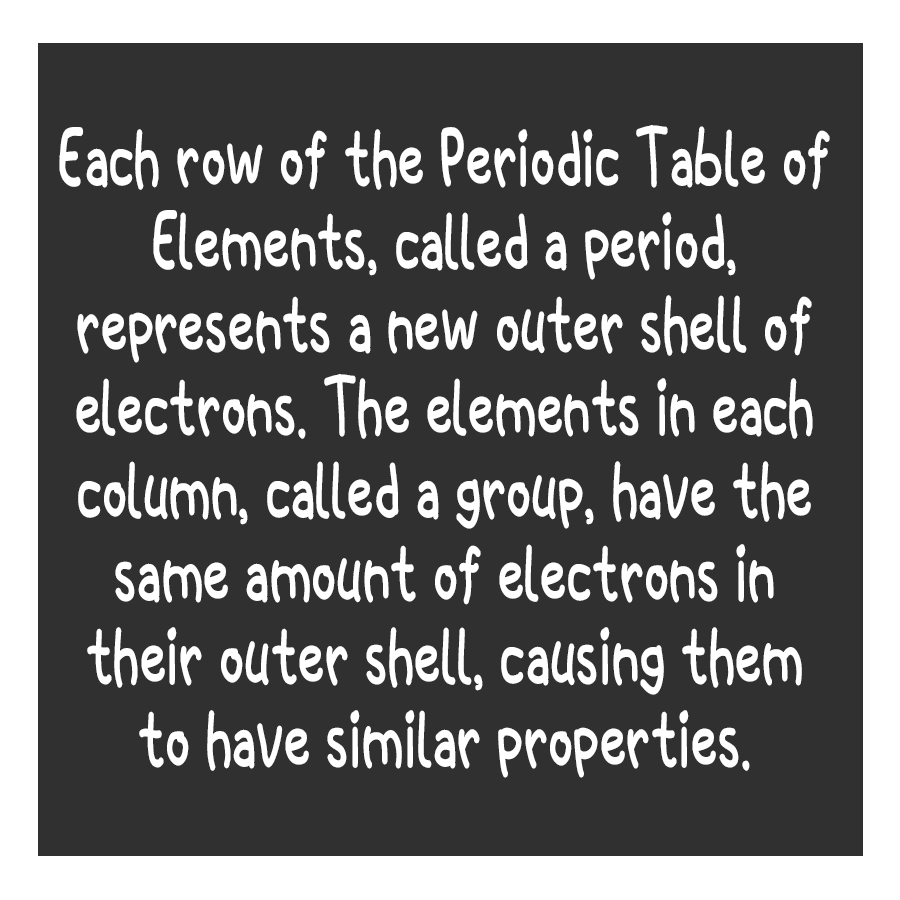 Each row of the Periodic Table of
Elements, called a period,
represents a new outer shell of
electrons. The elements in each
column, called a group, have the
same amount of electrons in
their outer shell, causing them
to have similar properties.